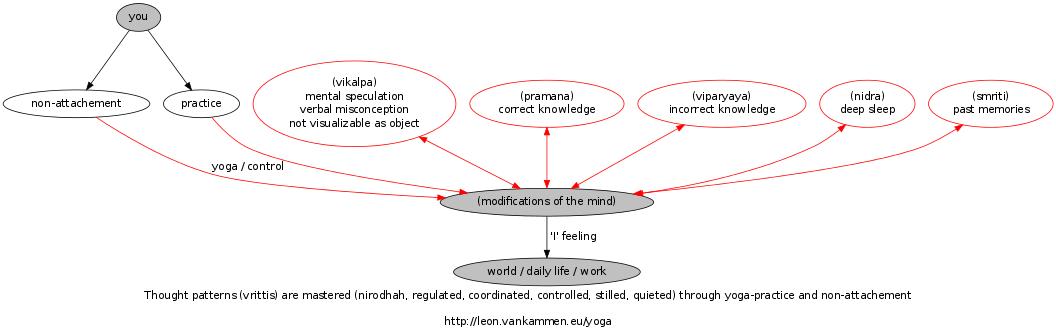 you
non-attachement
practice
(vikalpa)
mental speculation
verbal misconception
not visualizable as object
(pramana)
correct knowledge
(viparyaya)
incorrect knowledge
(nidra)
deep sleep
(smriti)
past memories
yoga / control
(modifications of the mind)
'I' feeling
world / daily life / work
Thought patterns (vrittis) are mastered (nirodhah, regulated, coordinated, controlled, stilled, quieted) through yoga-practice and non-attachement
http://leon.vankammen.eu/yoga